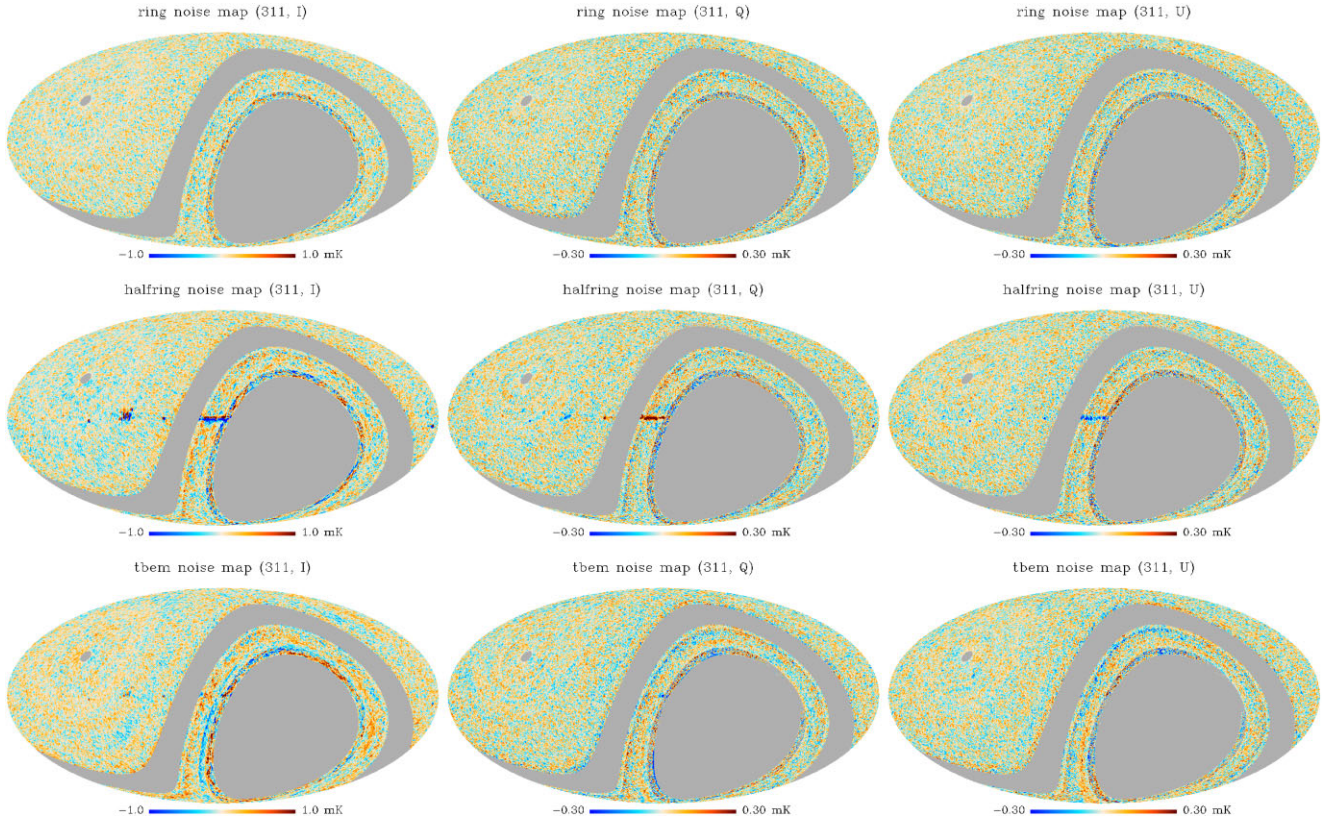 ring noise map (311, I)
ring noise map (311, Q)
ring noise map (311, U)
−1.0 1.0 mK
−0.30 0.30 mK
−0.30 0.30 mK
halfring noise map (311, I)
halfring noise map (311, Q)
halfring noise map (311, U)
−1.0 1.0 mK
−0.30 0.30 mK
−0.30 0.30 mK
tbem noise map (311, I)
tbem noise map (311, Q)
tbem noise map (311, U)
−1.0 1.0 mK
−0.30 0.30 mK
−0.30 0.30 mK